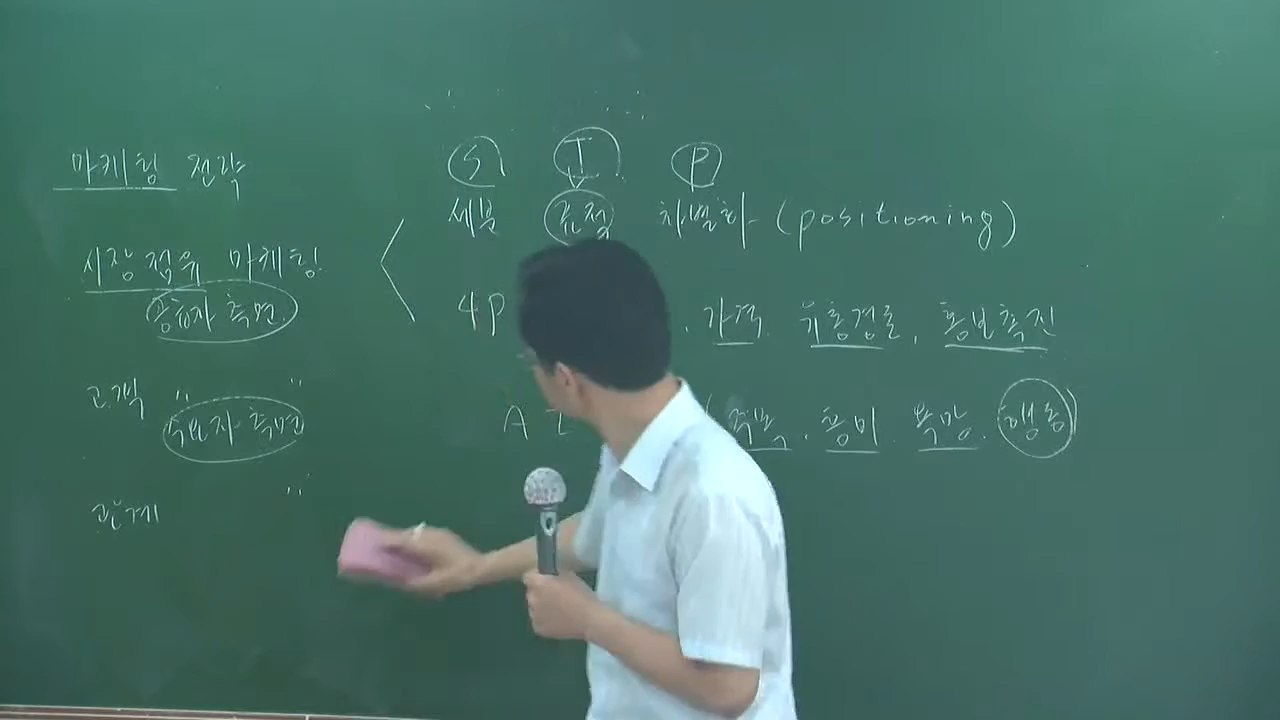 마케팅 전략
S T P
세분 표적 차별화 (positioning)
시장점유 마케팅
공급자 측면
4P
가격. 유통경로, 홍보촉진
고객 〃 〃
수요자 측면
A I
주목, 흥미 욕망. 행동)
관계 〃